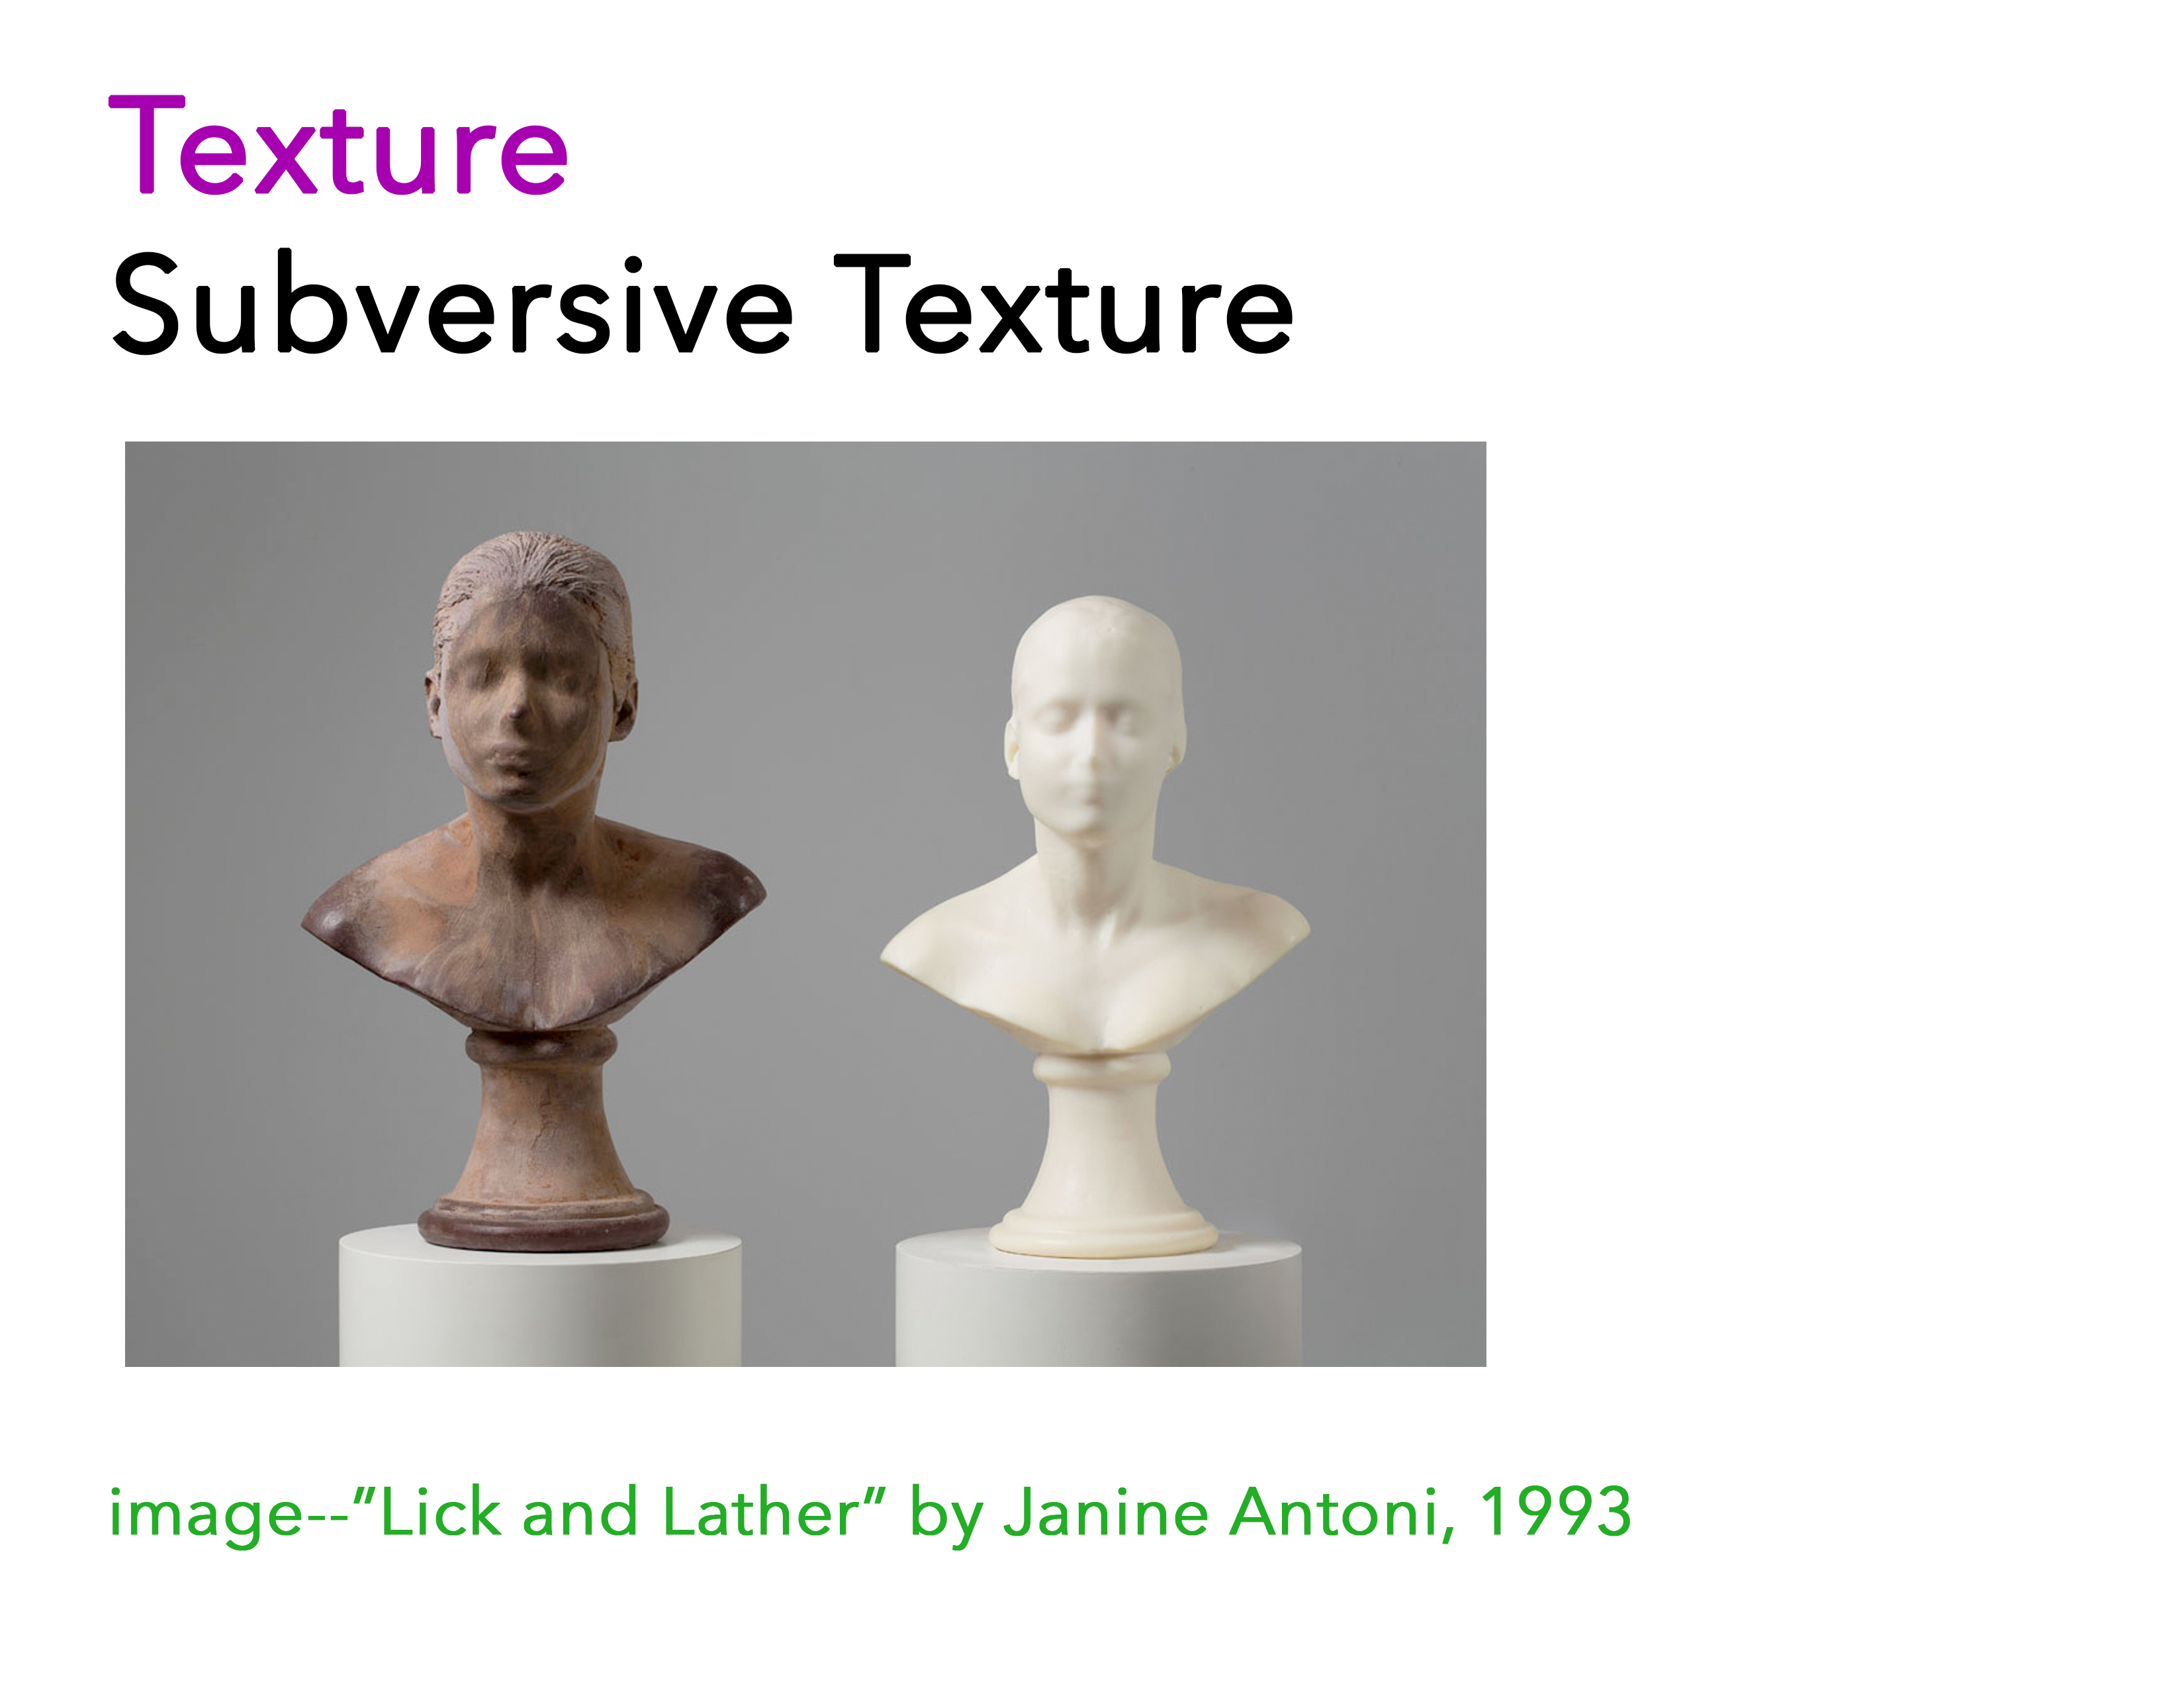 Texture
Subversive Texture
image--"Lick and Lather" by Janine Antoni, 1993